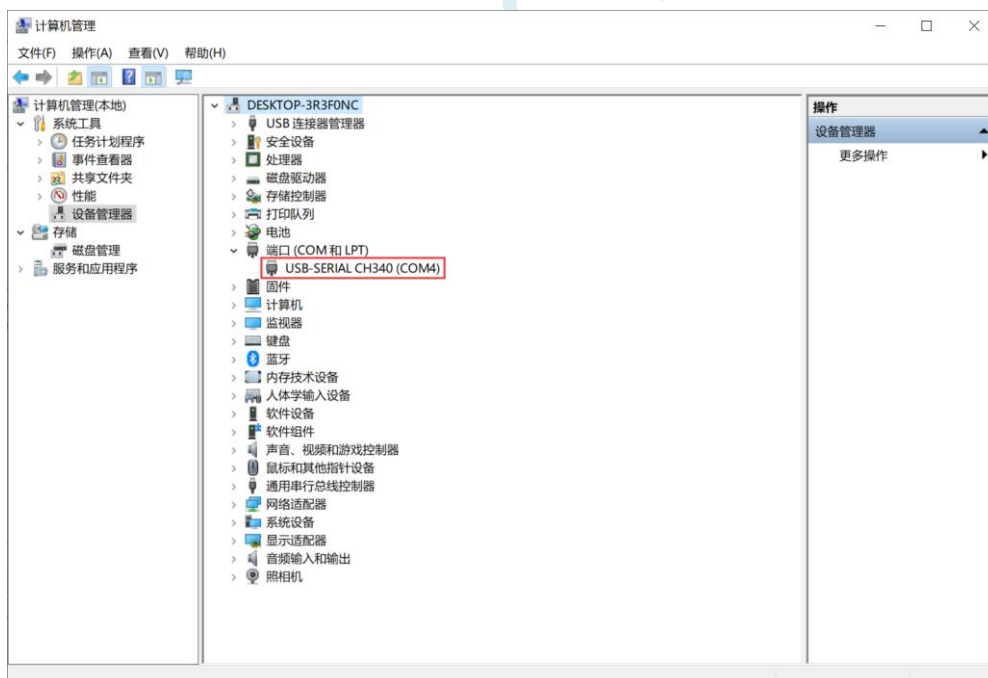 计算机管理
文件(F) 操作(A) 查看(V) 帮助(H)
计算机管理(本地)
系统工具
任务计划程序
事件查看器
共享文件夹
性能
设备管理器
存储
磁盘管理
服务和应用程序
DESKTOP-3R3F0NC
USB 连接器管理器
安全设备
处理器
磁盘驱动器
存储控制器
打印队列
电池
端口 (COM 和 LPT)
USB-SERIAL CH340 (COM4)
固件
计算机
监视器
键盘
蓝牙
内存技术设备
人体学输入设备
软件设备
软件组件
声音、视频和游戏控制器
鼠标和其他指针设备
通用串行总线控制器
网络适配器
系统设备
显示适配器
音频输入和输出
照相机
操作
设备管理器
更多操作